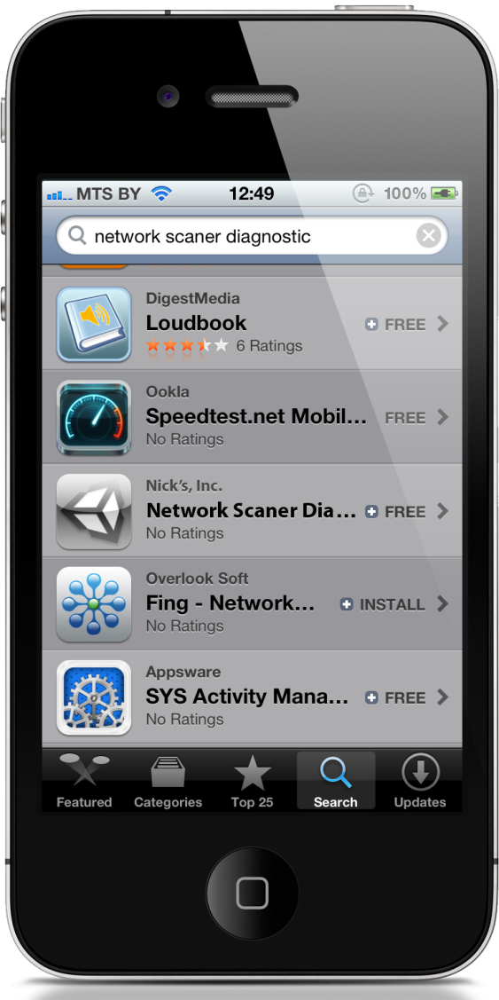 MTS BY 12:49 100%
network scaner diagnostic
DigestMedia
Loudbook
FREE
6 Ratings
Ookla
Speedtest.net Mobil...
FREE
No Ratings
Nick's, Inc.
Network Scaner Dia...
FREE
No Ratings
Overlook Soft
Fing - Network...
INSTALL
No Ratings
Appsware
SYS Activity Mana...
FREE
No Ratings
Featured Categories Top 25 Search Updates